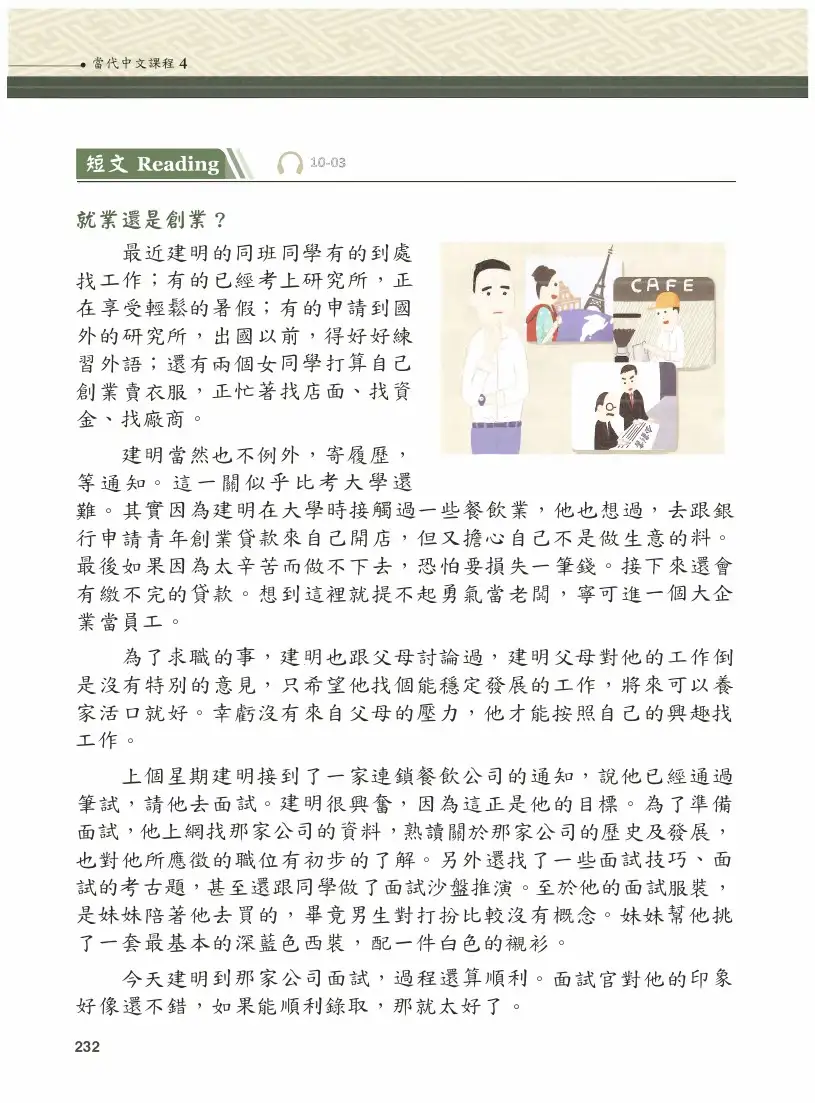 當代中文課程 4
短文 Reading
10-03
就業還是創業？
最近建明的同班同學有的到處
找工作；有的已經考上研究所，正
在享受輕鬆的暑假；有的申請到國
外的研究所，出國以前，得好好練
習外語；還有兩個女同學打算自己
創業賣衣服，正忙著找店面、找資
金、找廠商。
CAFE
建明當然也不例外，寄履歷，
等通知。這一關似乎比考大學還
難。其實因為建明在大學時接觸過一些餐飲業，他也想過，去跟銀
行申請青年創業貸款來自己開店，但又擔心自己不是做生意的料。
最後如果因為太辛苦而做不下去，恐怕要損失一筆錢。接下來還會
有繳不完的貸款。想到這裡就提不起勇氣當老闆，寧可進一個大企
業當員工。
為了求職的事，建明也跟父母討論過，建明父母對他的工作倒
是沒有特別的意見，只希望他找個能穩定發展的工作，將來可以養
家活口就好。幸虧沒有來自父母的壓力，他才能按照自己的興趣找
工作。
上個星期建明接到了一家連鎖餐飲公司的通知，說他已經通過
筆試，請他去面試。建明很興奮，因為這正是他的目標。為了準備
面試，他上網找那家公司的資料，熟讀關於那家公司的歷史及發展，
也對他所應徵的職位有初步的了解。另外還找了一些面試技巧、面
試的考古題，甚至還跟同學做了面試沙盤推演。至於他的面試服裝，
是妹妹陪著他去買的，畢竟男生對打扮比較沒有概念。妹妹幫他挑
了一套最基本的深藍色西裝，配一件白色的襯衫。
今天建明到那家公司面試，過程還算順利。面試官對他的印象
好像還不錯，如果能順利錄取，那就太好了。
232